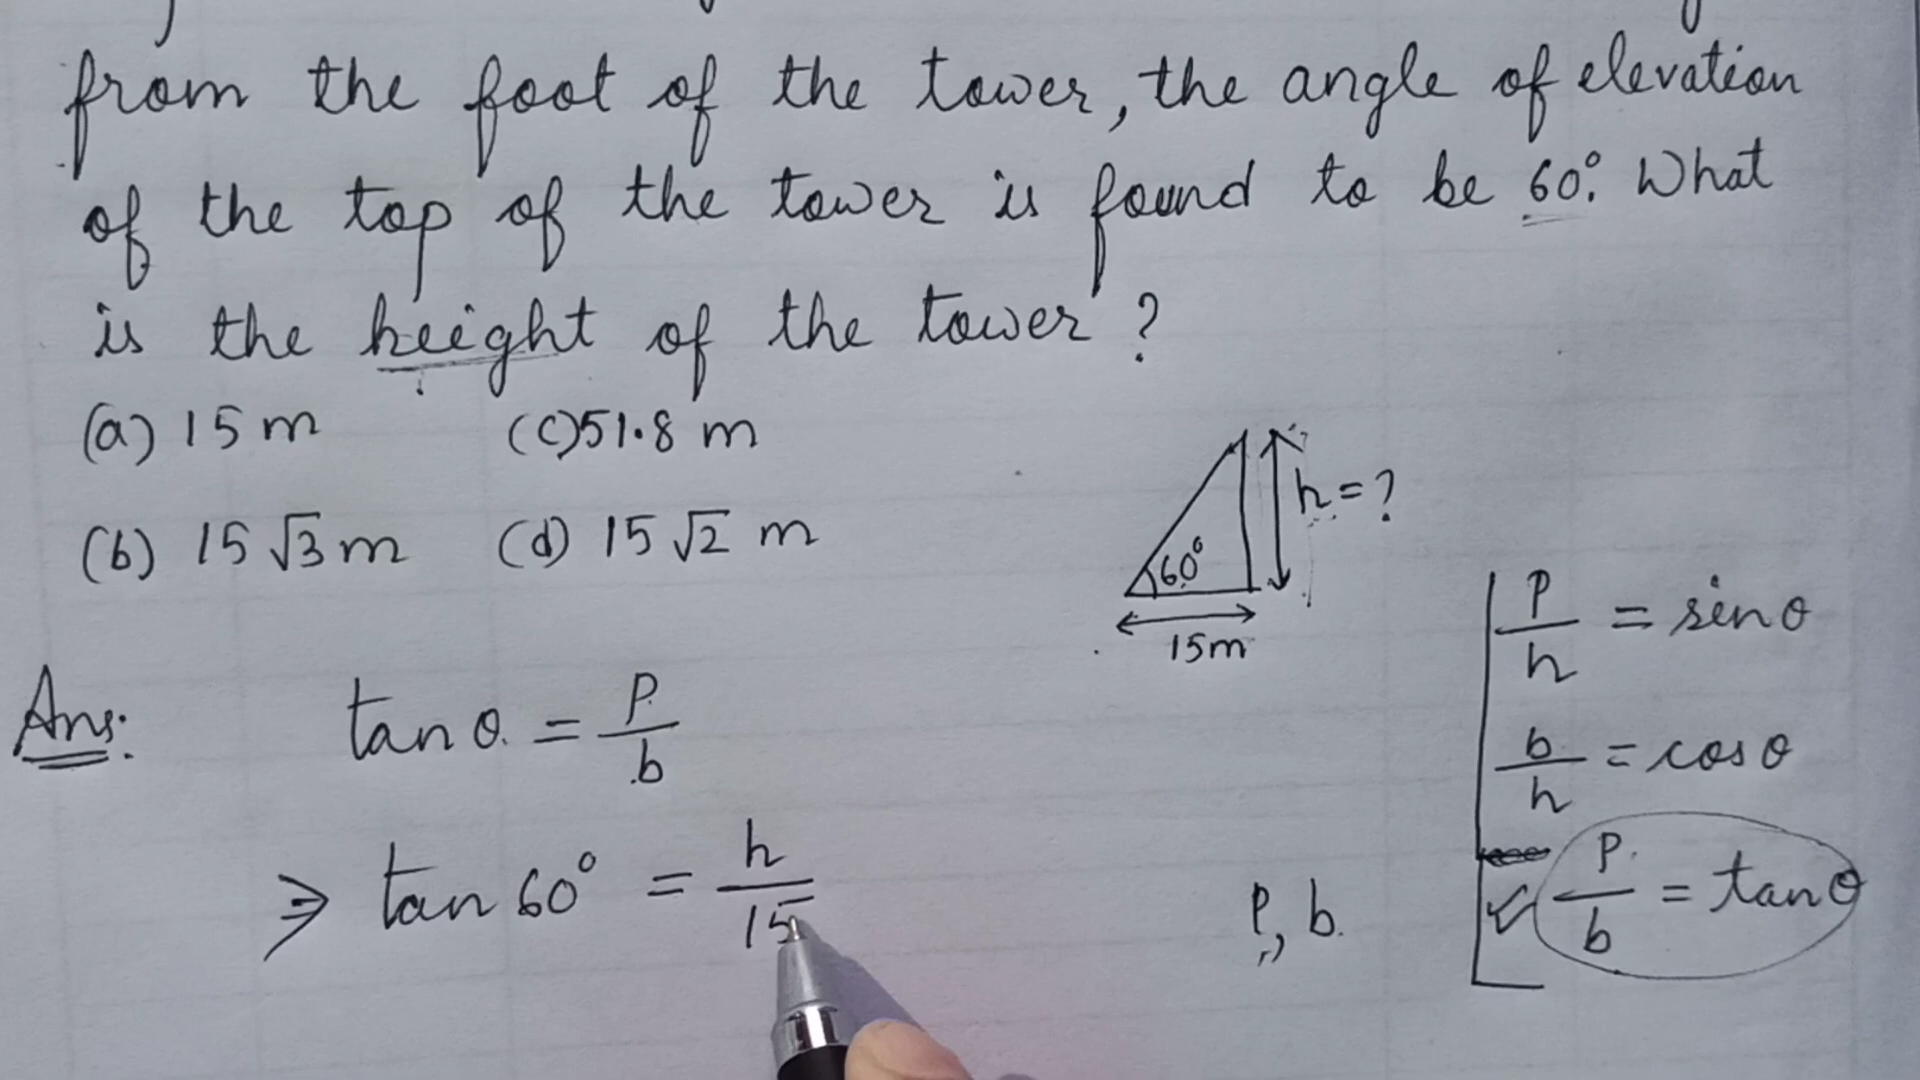 from the foot of the tower, the angle of elevation
of the top of the tower is found to be 60°. What
is the height of the tower?
(a) 15 m (c) 51.8 m
(b) 15 √3 m (d) 15 √2 m
h = ?
60°
15m
Ans: tan θ = P/b
⇒ tan 60° = h/15
P, b.
P/h = sin θ
b/h = cos θ
✓ P/b = tan θ